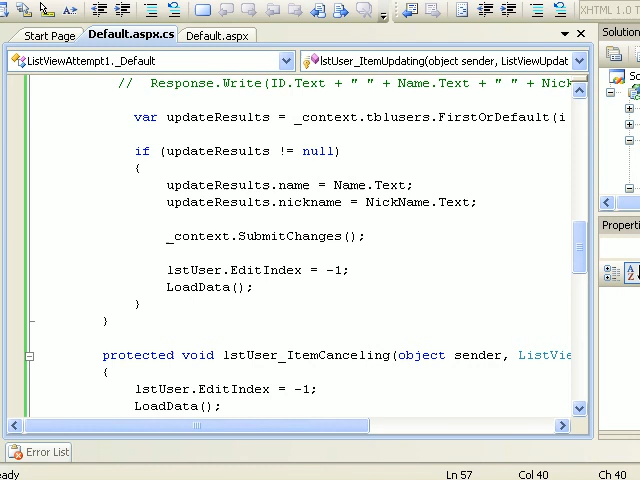 XHTML 1.0 T
Start Page
Default.aspx.cs
Default.aspx
Solution
ListViewAttempt1._Default
lstUser_ItemUpdating(object sender, ListViewUpdat
//  Response.Write(ID.Text + " " + Name.Text + " " + Nick
var updateResults = _context.tblusers.FirstOrDefault(i
if (updateResults != null)
{
updateResults.name = Name.Text;
updateResults.nickname = NickName.Text;
_context.SubmitChanges();
lstUser.EditIndex = -1;
LoadData();
}
}
protected void lstUser_ItemCanceling(object sender, ListVie
{
lstUser.EditIndex = -1;
LoadData();
So
Properti
Error List
eady
Ln 57
Col 40
Ch 40